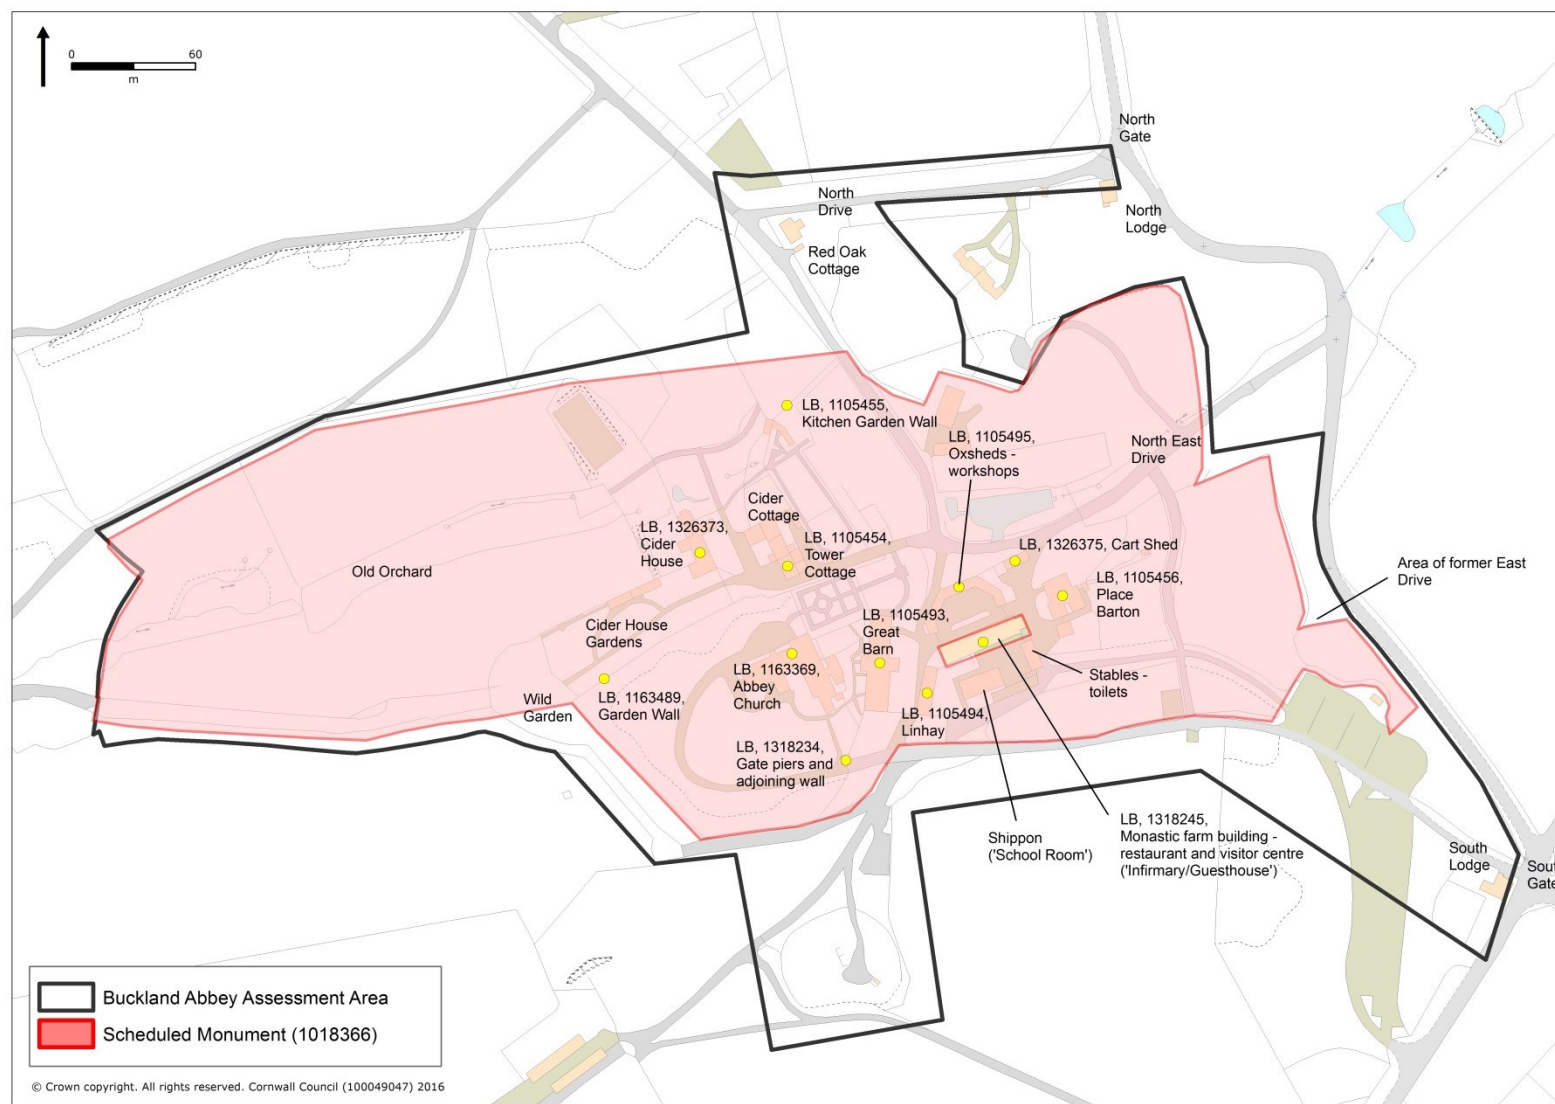 0
60
m
North
Gate
North
Drive
North
Lodge
Red Oak
Cottage
LB, 1105455,
Kitchen Garden Wall
LB, 1105495,
Oxsheds -
workshops
North East
Drive
Cider
Cottage
LB, 1326373,
Cider
House
LB, 1105454,
Tower
Cottage
LB, 1326375, Cart Shed
Old Orchard
LB, 1105456,
Place
Barton
Area of former East
Drive
LB, 1105493,
Great
Barn
Cider House
Gardens
LB, 1163369,
Abbey
Church
Stables -
toilets
Wild
Garden
LB, 1163489,
Garden Wall
LB, 1105494,
Linhay
LB, 1318234,
Gate piers and
adjoining wall
Shippon
('School Room')
LB, 1318245,
Monastic farm building -
restaurant and visitor centre
('Infirmary/Guesthouse')
South
Lodge
Sout
Gate
Buckland Abbey Assessment Area
Scheduled Monument (1018366)
© Crown copyright. All rights reserved. Cornwall Council (100049047) 2016